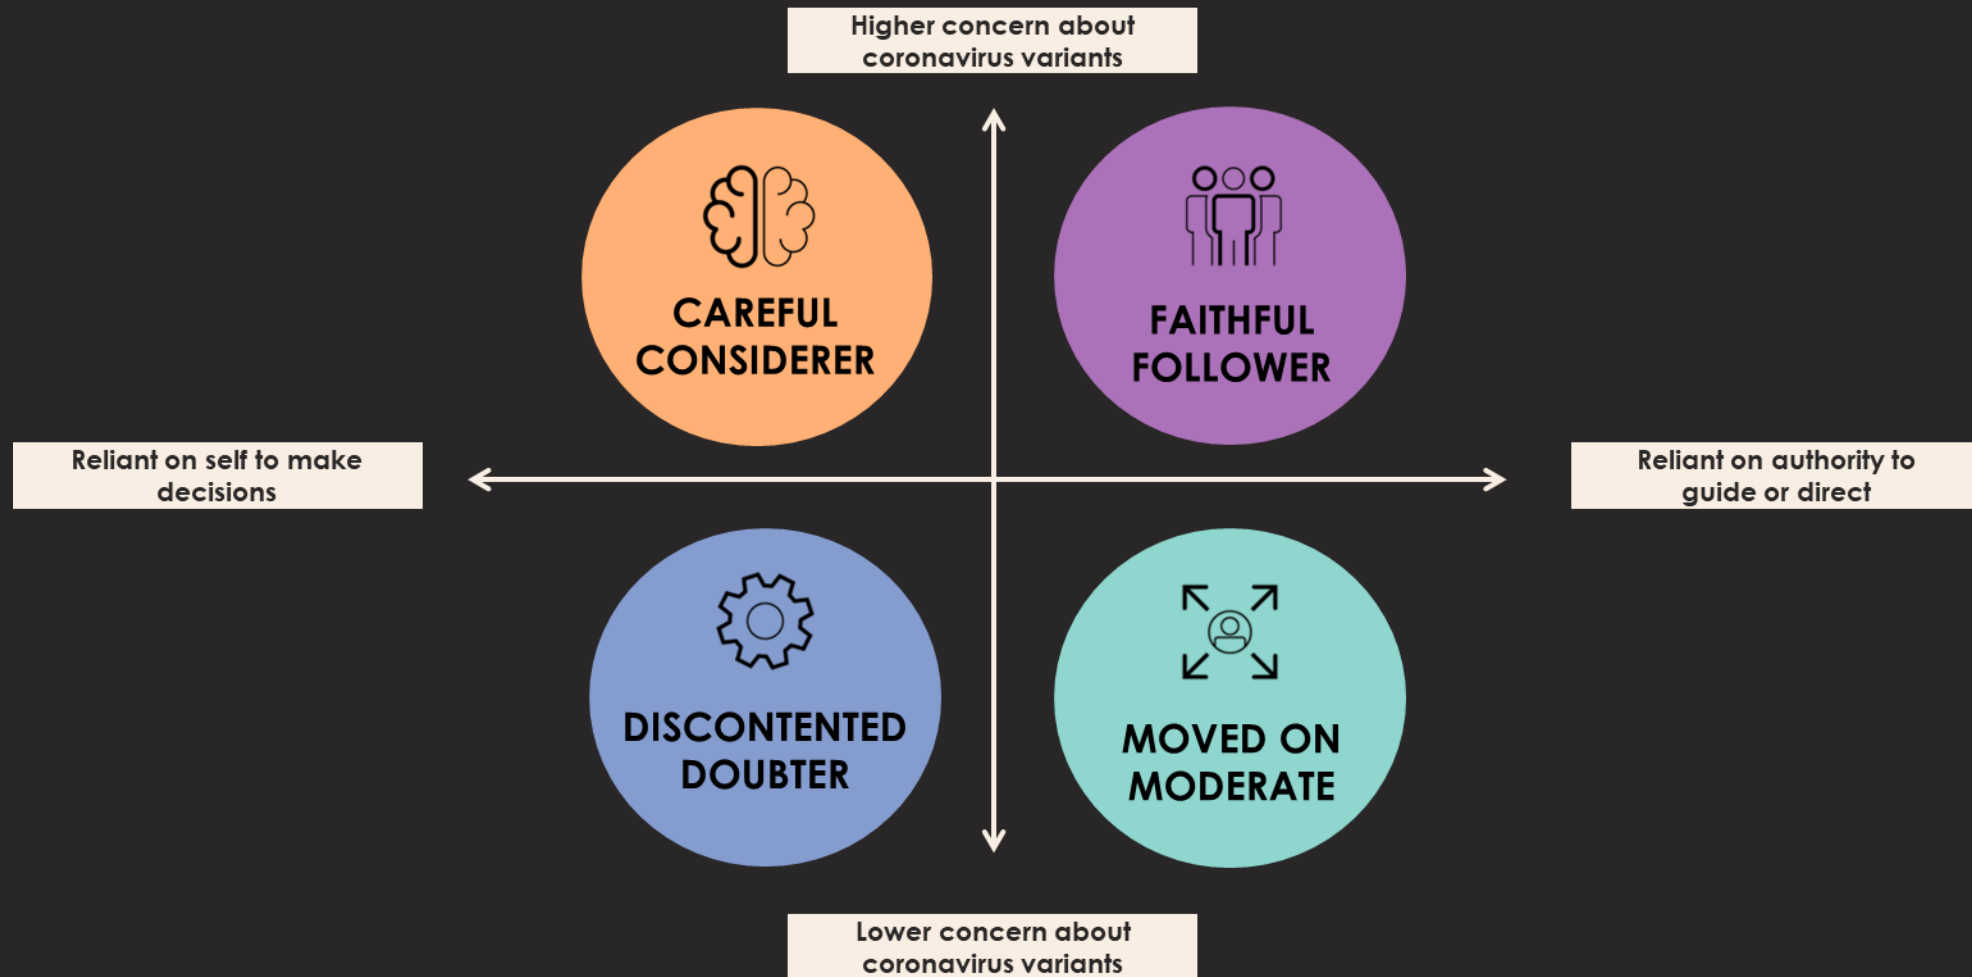 Higher concern about
coronavirus variants
CAREFUL
CONSIDERER
FAITHFUL
FOLLOWER
Reliant on self to make
decisions
Reliant on authority to
guide or direct
DISCONTENTED
DOUBTER
MOVED ON
MODERATE
Lower concern about
coronavirus variants